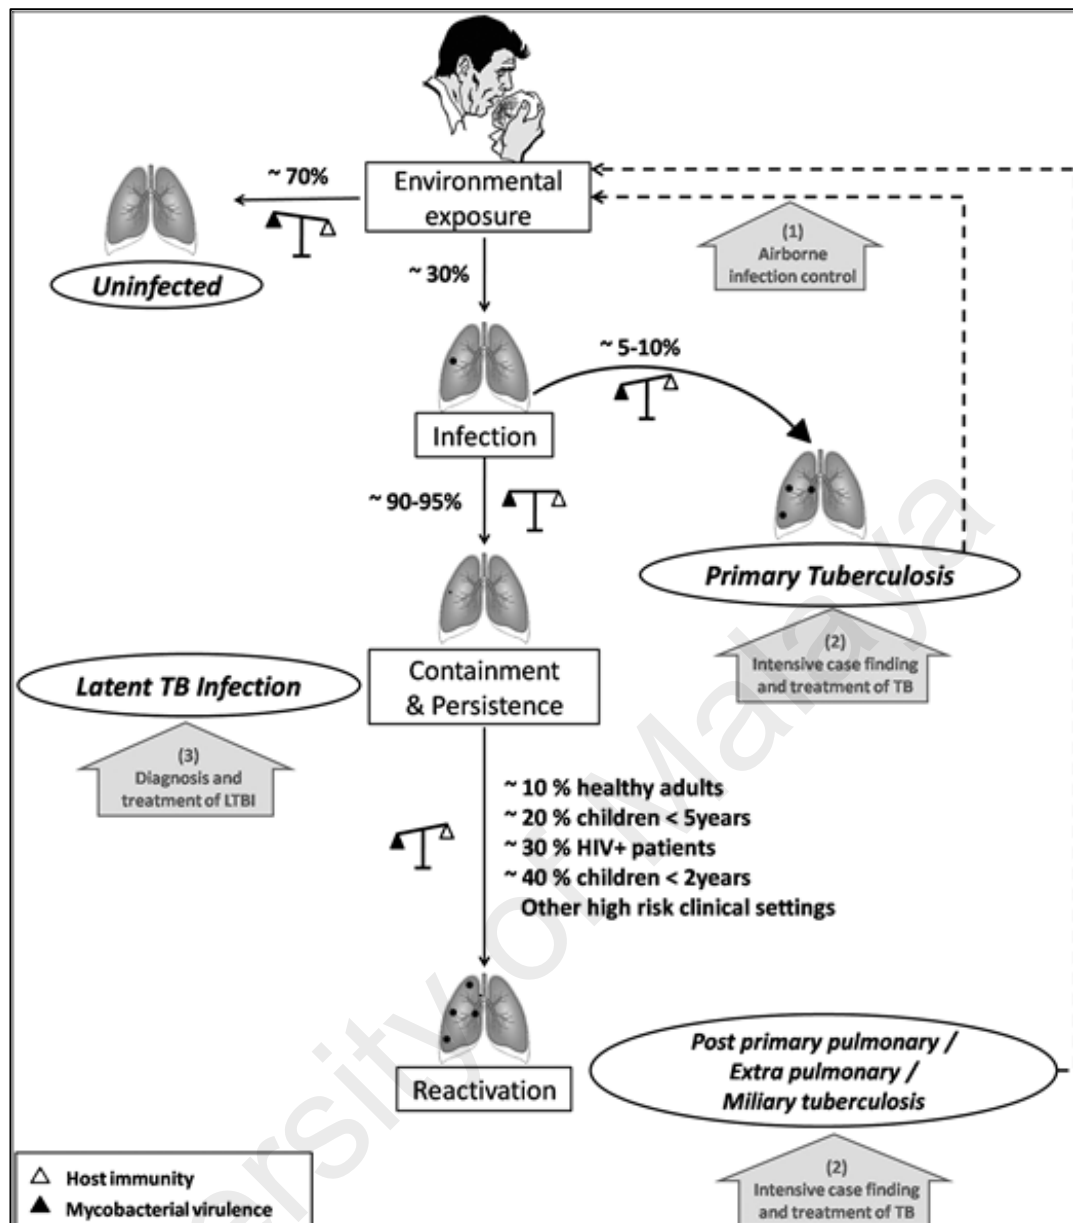 ~ 70%
Environmental
exposure
Uninfected
(1)
Airborne
infection control
~ 30%
~ 5-10%
Infection
~ 90-95%
Primary Tuberculosis
(2)
Intensive case finding
and treatment of TB
Latent TB Infection
Containment
& Persistence
(3)
Diagnosis and
treatment of LTBI
~ 10 % healthy adults
~ 20 % children < 5years
~ 30 % HIV+ patients
~ 40 % children < 2years
Other high risk clinical settings
Reactivation
Post primary pulmonary /
Extra pulmonary /
Miliary tuberculosis
(2)
Intensive case finding
and treatment of TB
Host immunity
Mycobacterial virulence
University of Malaya